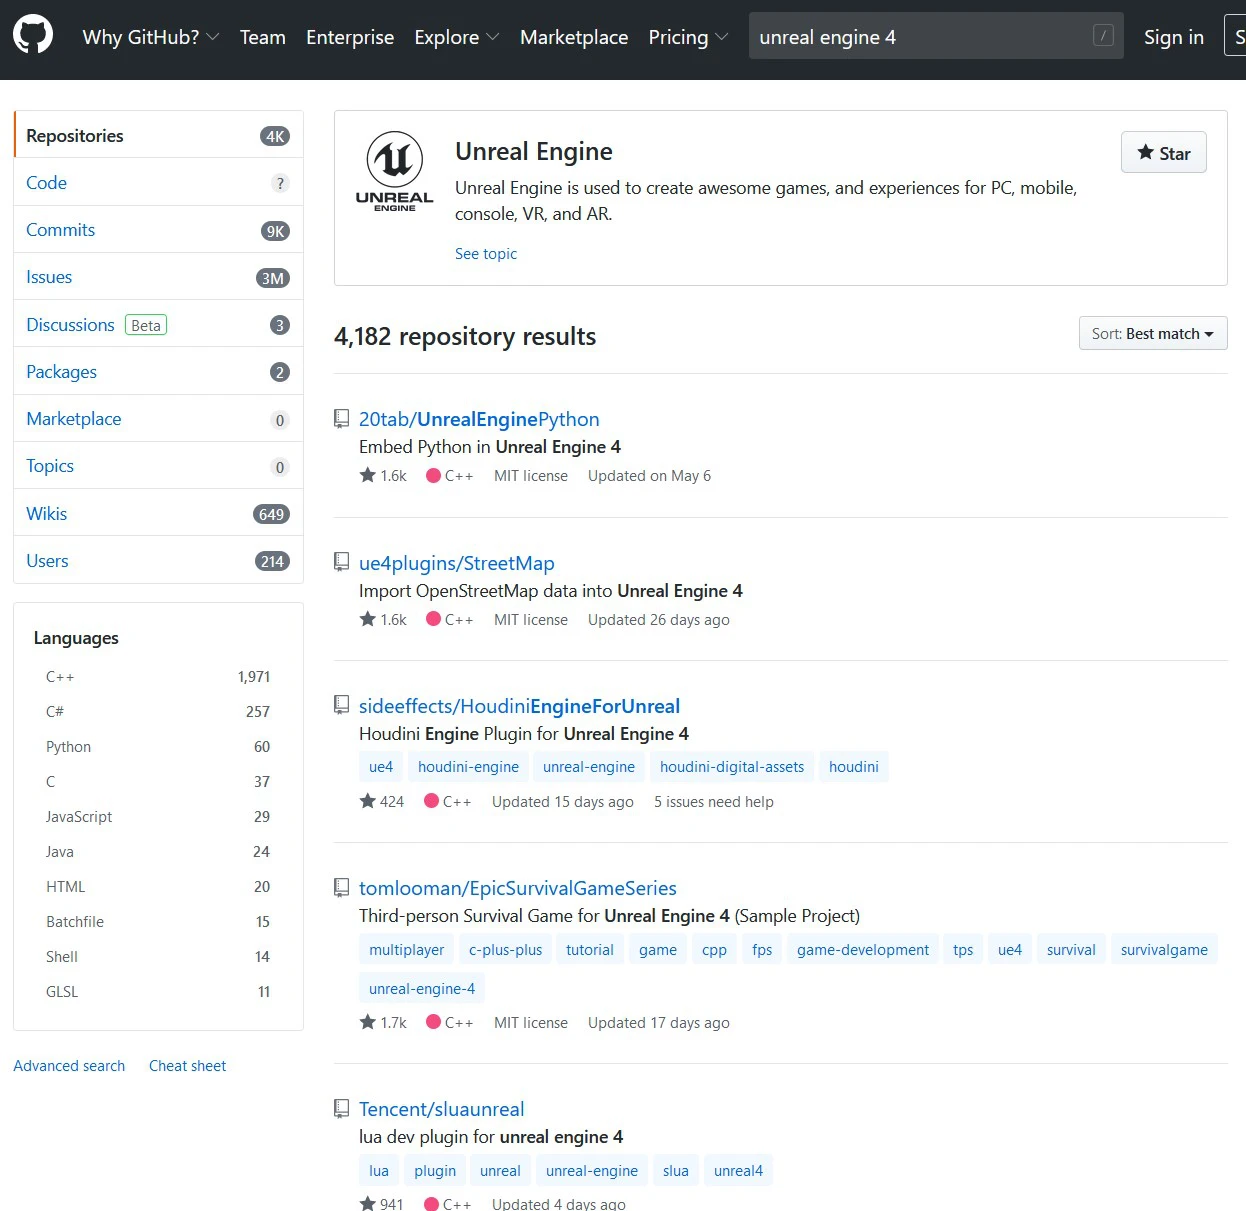 Why GitHub? Team Enterprise Explore Marketplace Pricing unreal engine 4 / Sign in S
Repositories 4K
Code ?
Commits 9K
Issues 3M
Discussions Beta 3
Packages 2
Marketplace 0
Topics 0
Wikis 649
Users 214
Languages
C++ 1,971
C# 257
Python 60
C 37
JavaScript 29
Java 24
HTML 20
Batchfile 15
Shell 14
GLSL 11
Advanced search Cheat sheet
UNREAL
ENGINE
Unreal Engine
Star
Unreal Engine is used to create awesome games, and experiences for PC, mobile,
console, VR, and AR.
See topic
4,182 repository results
Sort: Best match
20tab/UnrealEnginePython
Embed Python in Unreal Engine 4
1.6k C++ MIT license Updated on May 6
ue4plugins/StreetMap
Import OpenStreetMap data into Unreal Engine 4
1.6k C++ MIT license Updated 26 days ago
sideeffects/HoudiniEngineForUnreal
Houdini Engine Plugin for Unreal Engine 4
ue4 houdini-engine unreal-engine houdini-digital-assets houdini
424 C++ Updated 15 days ago 5 issues need help
tomlooman/EpicSurvivalGameSeries
Third-person Survival Game for Unreal Engine 4 (Sample Project)
multiplayer c-plus-plus tutorial game cpp fps game-development tps ue4 survival survivalgame
unreal-engine-4
1.7k C++ MIT license Updated 17 days ago
Tencent/sluaunreal
lua dev plugin for unreal engine 4
lua plugin unreal unreal-engine slua unreal4
941 C++ Updated 4 days ago